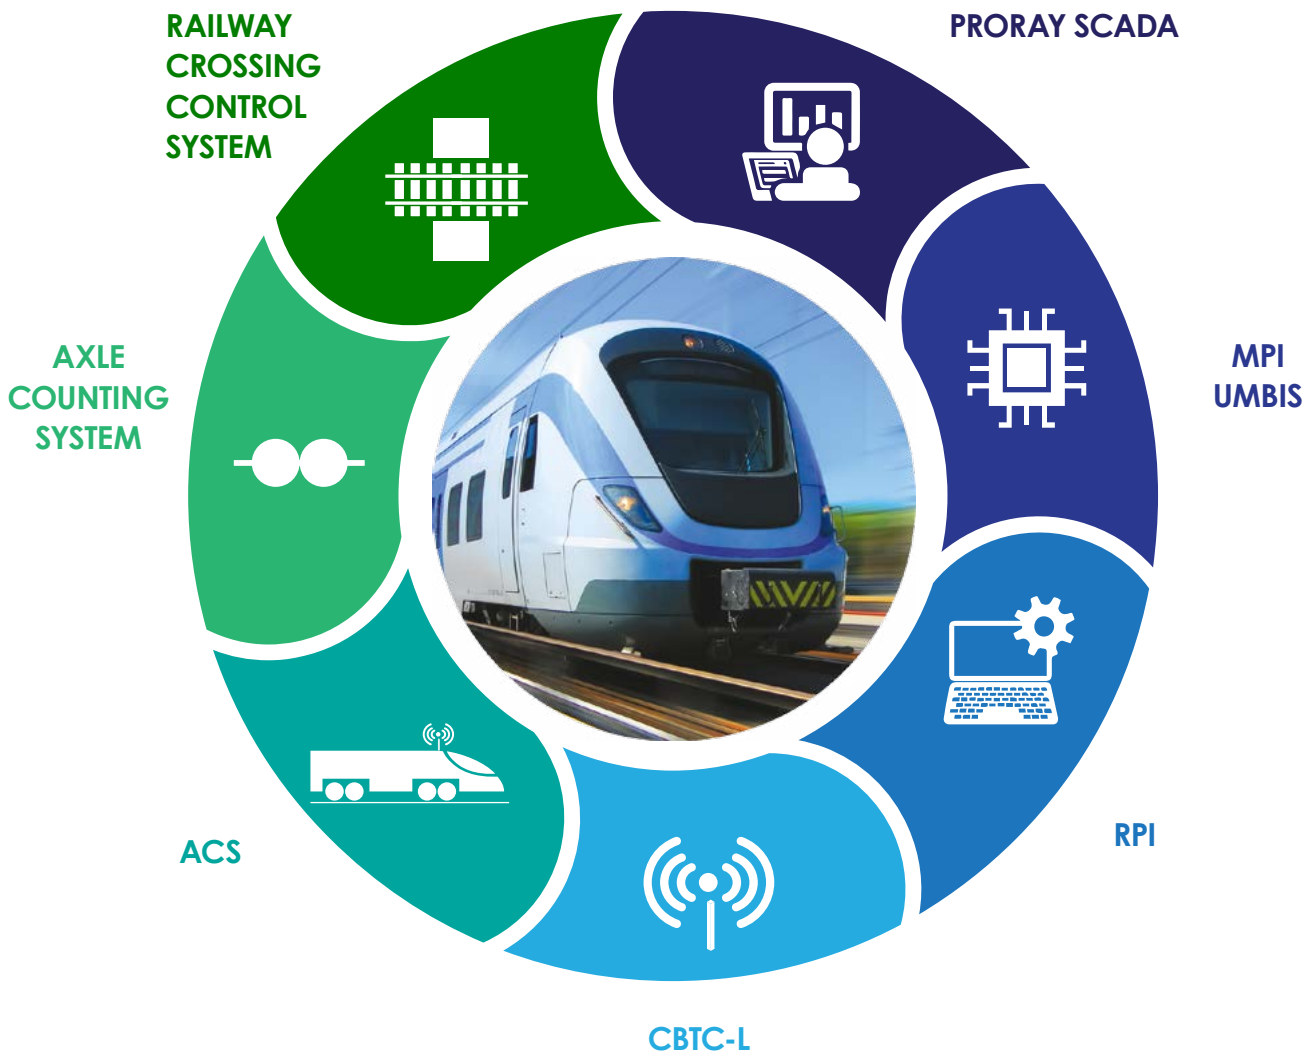 RAILWAY
CROSSING
CONTROL
SYSTEM
PRORAY SCADA
AXLE
COUNTING
SYSTEM
MPI
UMBIS
ACS
RPI
CBTC-L